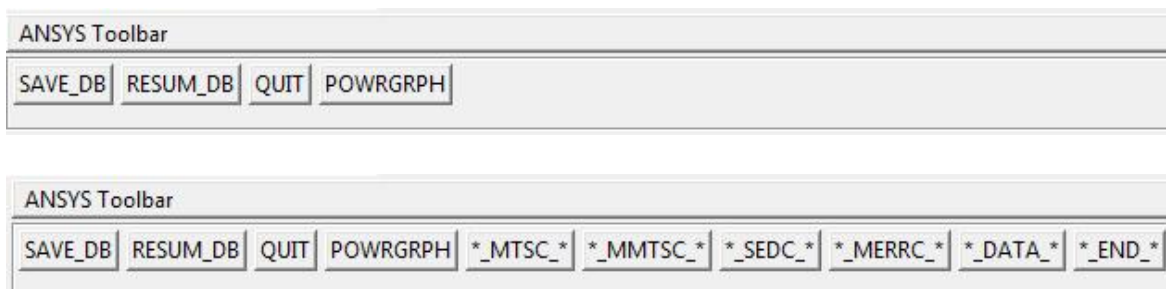 ANSYS Toolbar
SAVE_DB RESUM_DB QUIT POWRGRPH
ANSYS Toolbar
SAVE_DB RESUM_DB QUIT POWRGRPH *_MTSC_* *_MMTSC_* *_SEDC_* *_MERRC_* *_DATA_* *_END_*